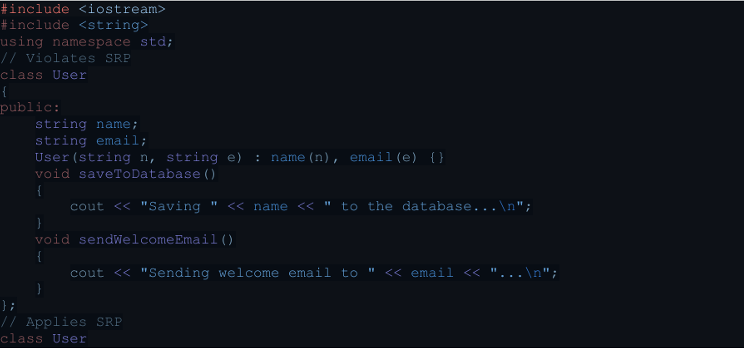 #include <iostream>
#include <string>
using namespace std;
// Violates SRP
class User
{
public:
    string name;
    string email;
    User(string n, string e) : name(n), email(e) {}
    void saveToDatabase()
    {
        cout << "Saving " << name << " to the database...\n";
    }
    void sendWelcomeEmail()
    {
        cout << "Sending welcome email to " << email << "...\n";
    }
};
// Applies SRP
class User